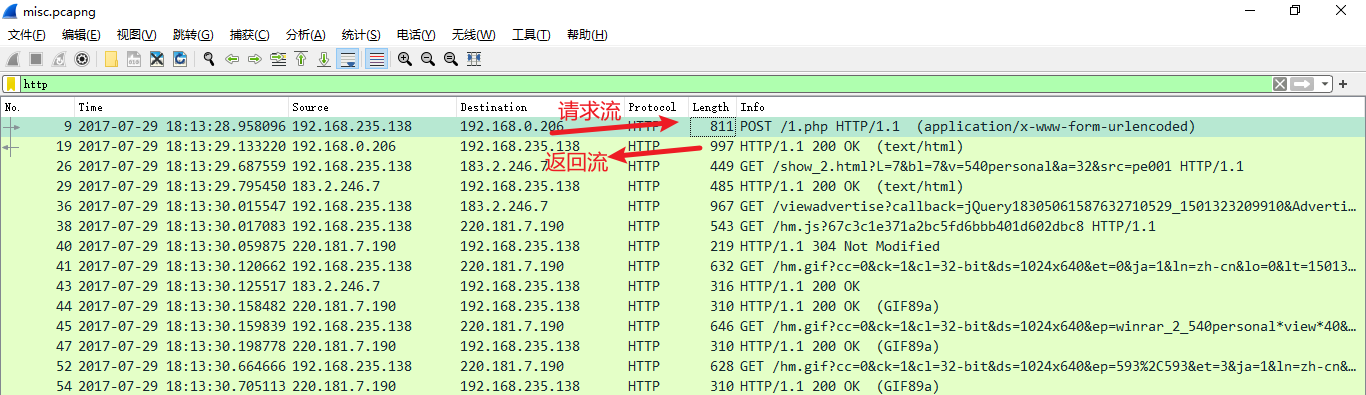 misc.pcapng
文件(F) 编辑(E) 视图(V) 跳转(G) 捕获(C) 分析(A) 统计(S) 电话(Y) 无线(W) 工具(T) 帮助(H)
http
No. Time Source Destination Protocol Length Info
请求流
9 2017-07-29 18:13:28.958096 192.168.235.138 192.168.0.206 HTTP 811 POST /1.php HTTP/1.1 (application/x-www-form-urlencoded)
19 2017-07-29 18:13:29.133220 192.168.0.206 192.168.235.138 HTTP 997 HTTP/1.1 200 OK (text/html)
返回流
26 2017-07-29 18:13:29.687559 192.168.235.138 183.2.246.7 HTTP 449 GET /show_2.html?L=7&bl=7&v=540personal&a=32&src=pe001 HTTP/1.1
29 2017-07-29 18:13:29.795450 183.2.246.7 192.168.235.138 HTTP 485 HTTP/1.1 200 OK (text/html)
36 2017-07-29 18:13:30.015547 192.168.235.138 183.2.246.7 HTTP 967 GET /viewadvertise?callback=jQuery18305061587632710529_1501323209910&Adverti…
38 2017-07-29 18:13:30.017083 192.168.235.138 220.181.7.190 HTTP 543 GET /hm.js?67c3c1e371a2bc5fd6bbb401d602dbc8 HTTP/1.1
40 2017-07-29 18:13:30.059875 220.181.7.190 192.168.235.138 HTTP 219 HTTP/1.1 304 Not Modified
41 2017-07-29 18:13:30.120662 192.168.235.138 220.181.7.190 HTTP 632 GET /hm.gif?cc=0&ck=1&cl=32-bit&ds=1024x640&et=0&ja=1&ln=zh-cn&lo=0&lt=15013…
43 2017-07-29 18:13:30.125517 183.2.246.7 192.168.235.138 HTTP 316 HTTP/1.1 200 OK
44 2017-07-29 18:13:30.158482 220.181.7.190 192.168.235.138 HTTP 310 HTTP/1.1 200 OK (GIF89a)
45 2017-07-29 18:13:30.159839 192.168.235.138 220.181.7.190 HTTP 646 GET /hm.gif?cc=0&ck=1&cl=32-bit&ds=1024x640&ep=winrar_2_540personal*view*40&…
47 2017-07-29 18:13:30.198778 220.181.7.190 192.168.235.138 HTTP 310 HTTP/1.1 200 OK (GIF89a)
52 2017-07-29 18:13:30.664666 192.168.235.138 220.181.7.190 HTTP 628 GET /hm.gif?cc=0&ck=1&cl=32-bit&ds=1024x640&ep=593%2C593&et=3&ja=1&ln=zh-cn&…
54 2017-07-29 18:13:30.705113 220.181.7.190 192.168.235.138 HTTP 310 HTTP/1.1 200 OK (GIF89a)